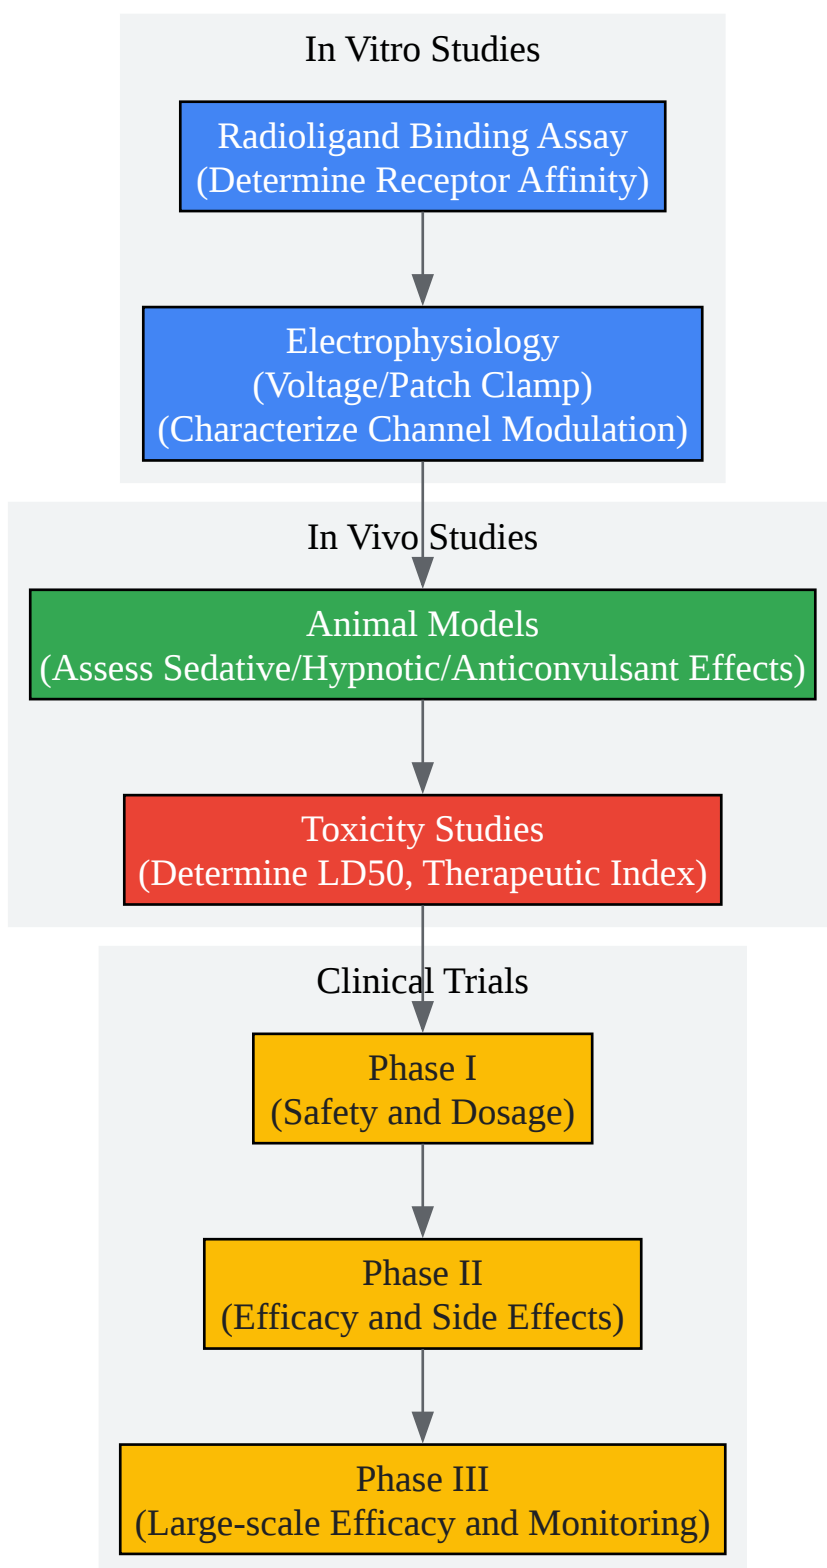 In Vitro Studies
Radioligand Binding Assay
(Determine Receptor Affinity)
Electrophysiology
(Voltage/Patch Clamp)
(Characterize Channel Modulation)
In Vivo Studies
Animal Models
(Assess Sedative/Hypnotic/Anticonvulsant Effects)
Toxicity Studies
(Determine LD50, Therapeutic Index)
Clinical Trials
Phase I
(Safety and Dosage)
Phase II
(Efficacy and Side Effects)
Phase III
(Large-scale Efficacy and Monitoring)